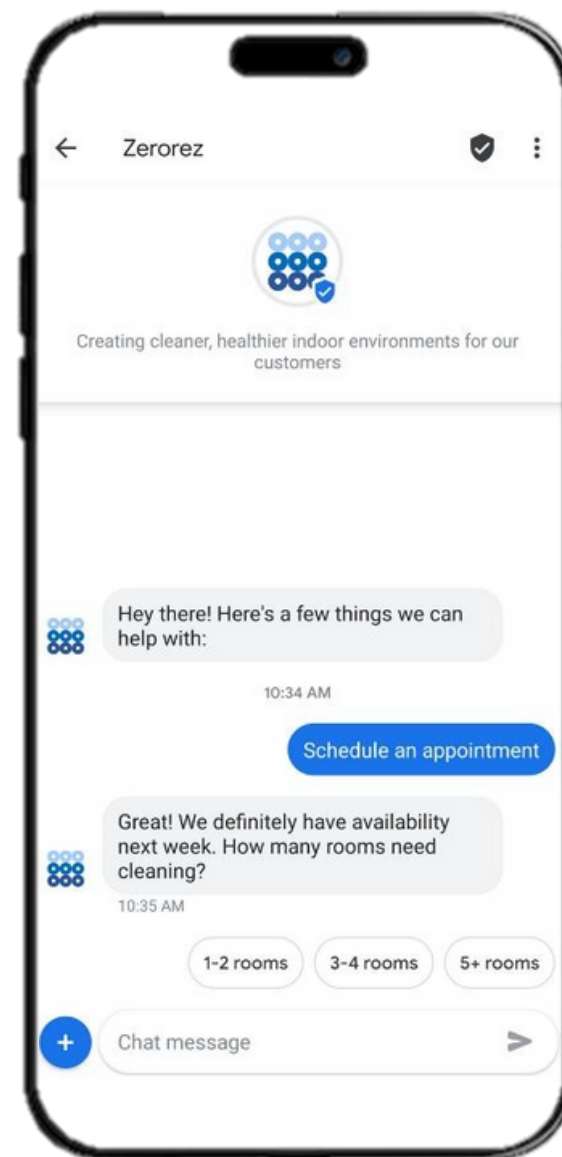 Zerorez
Creating cleaner, healthier indoor environments for our
customers
Hey there! Here's a few things we can
help with:
10:34 AM
Schedule an appointment
Great! We definitely have availability
next week. How many rooms need
cleaning?
10:35 AM
1-2 rooms 3-4 rooms 5+ rooms
Chat message